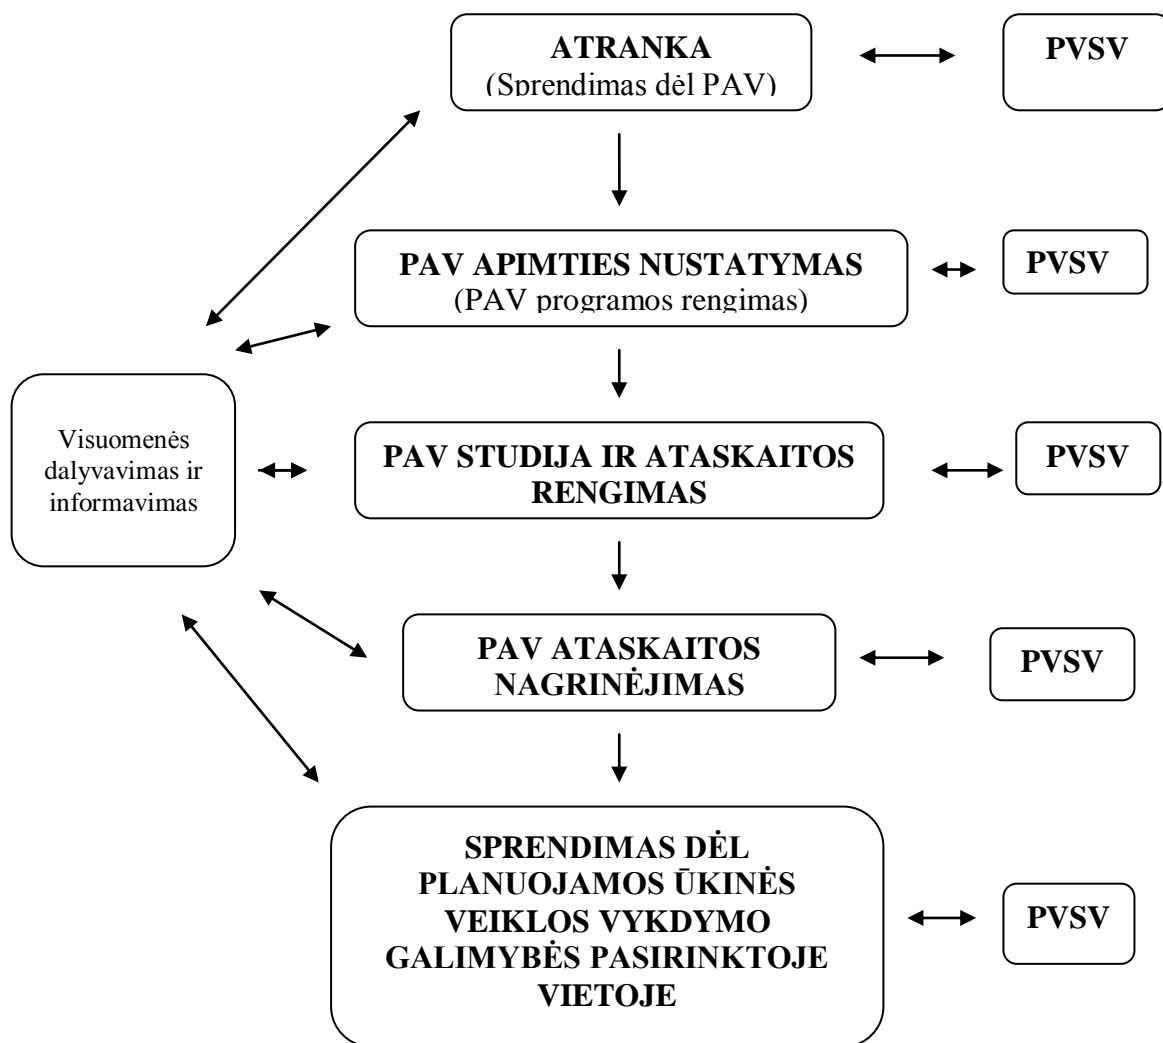 ATRANKA
(Sprendimas dėl PAV)
PVSV
PAV APIMTIES NUSTATYMAS
(PAV programos rengimas)
PVSV
Visuomenės
dalyvavimas ir
informavimas
PAV STUDIJA IR ATASKAITOS
RENGIMAS
PVSV
PAV ATASKAITOS
NAGRINĖJIMAS
PVSV
SPRENDIMAS DĖL
PLANUOJAMOS ŪKINĖS
VEIKLOS VYKDYMO
GALIMYBĖS PASIRINKTOJE
VIETOJE
PVSV